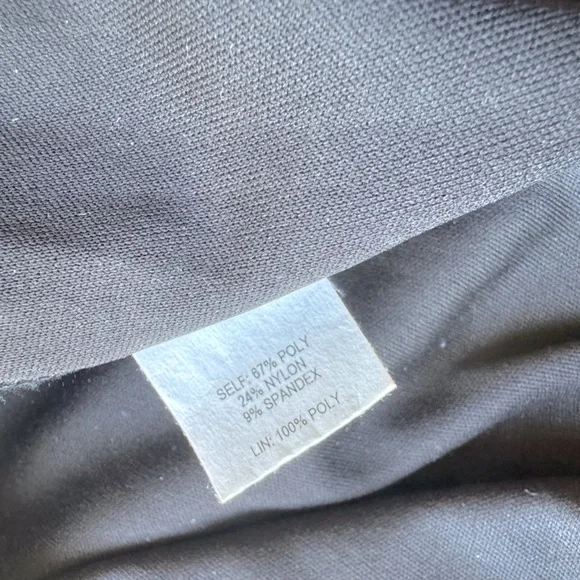 SELF: 67% POLY
24% NYLON
9% SPANDEX
LIN: 100% POLY